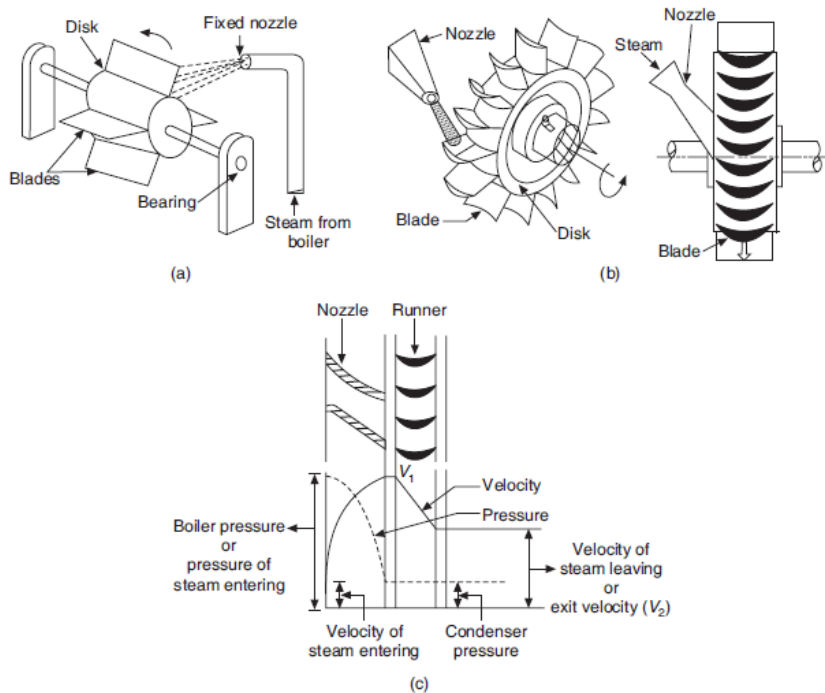 Disk
Fixed nozzle
Blades
Bearing
Steam from
boiler
(a)
Nozzle
Blade
Disk
Steam
Nozzle
Blade
(b)
Nozzle
Runner
V1
Velocity
Pressure
Boiler pressure
or
pressure of
steam entering
Velocity of
steam leaving
or
exit velocity (V2)
Velocity of
steam entering
Condenser
pressure
(c)